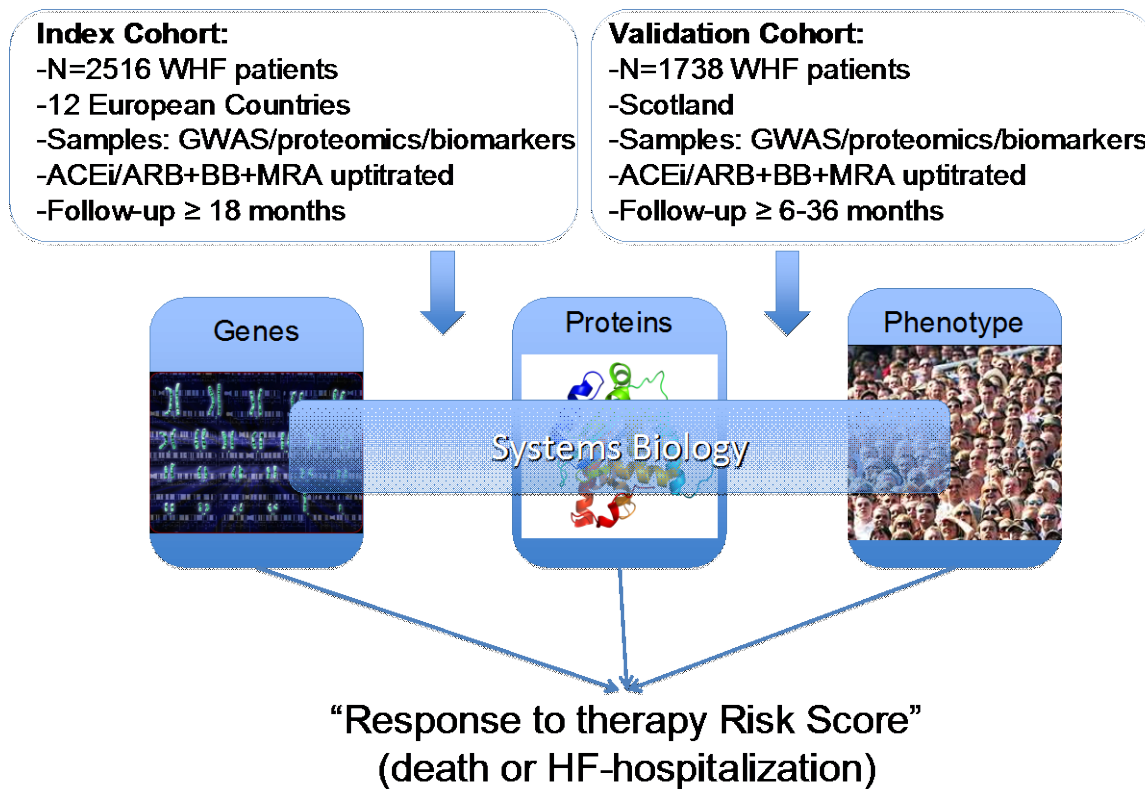 Index Cohort:
-N=2516 WHF patients
-12 European Countries
-Samples: GWAS/proteomics/biomarkers
-ACEi/ARB+BB+MRA uptitrated
-Follow-up ≥ 18 months
Validation Cohort:
-N=1738 WHF patients
-Scotland
-Samples: GWAS/proteomics/biomarkers
-ACEi/ARB+BB+MRA uptitrated
-Follow-up ≥ 6-36 months
Genes
Proteins
Phenotype
Systems Biology
“Response to therapy Risk Score”
(death or HF-hospitalization)